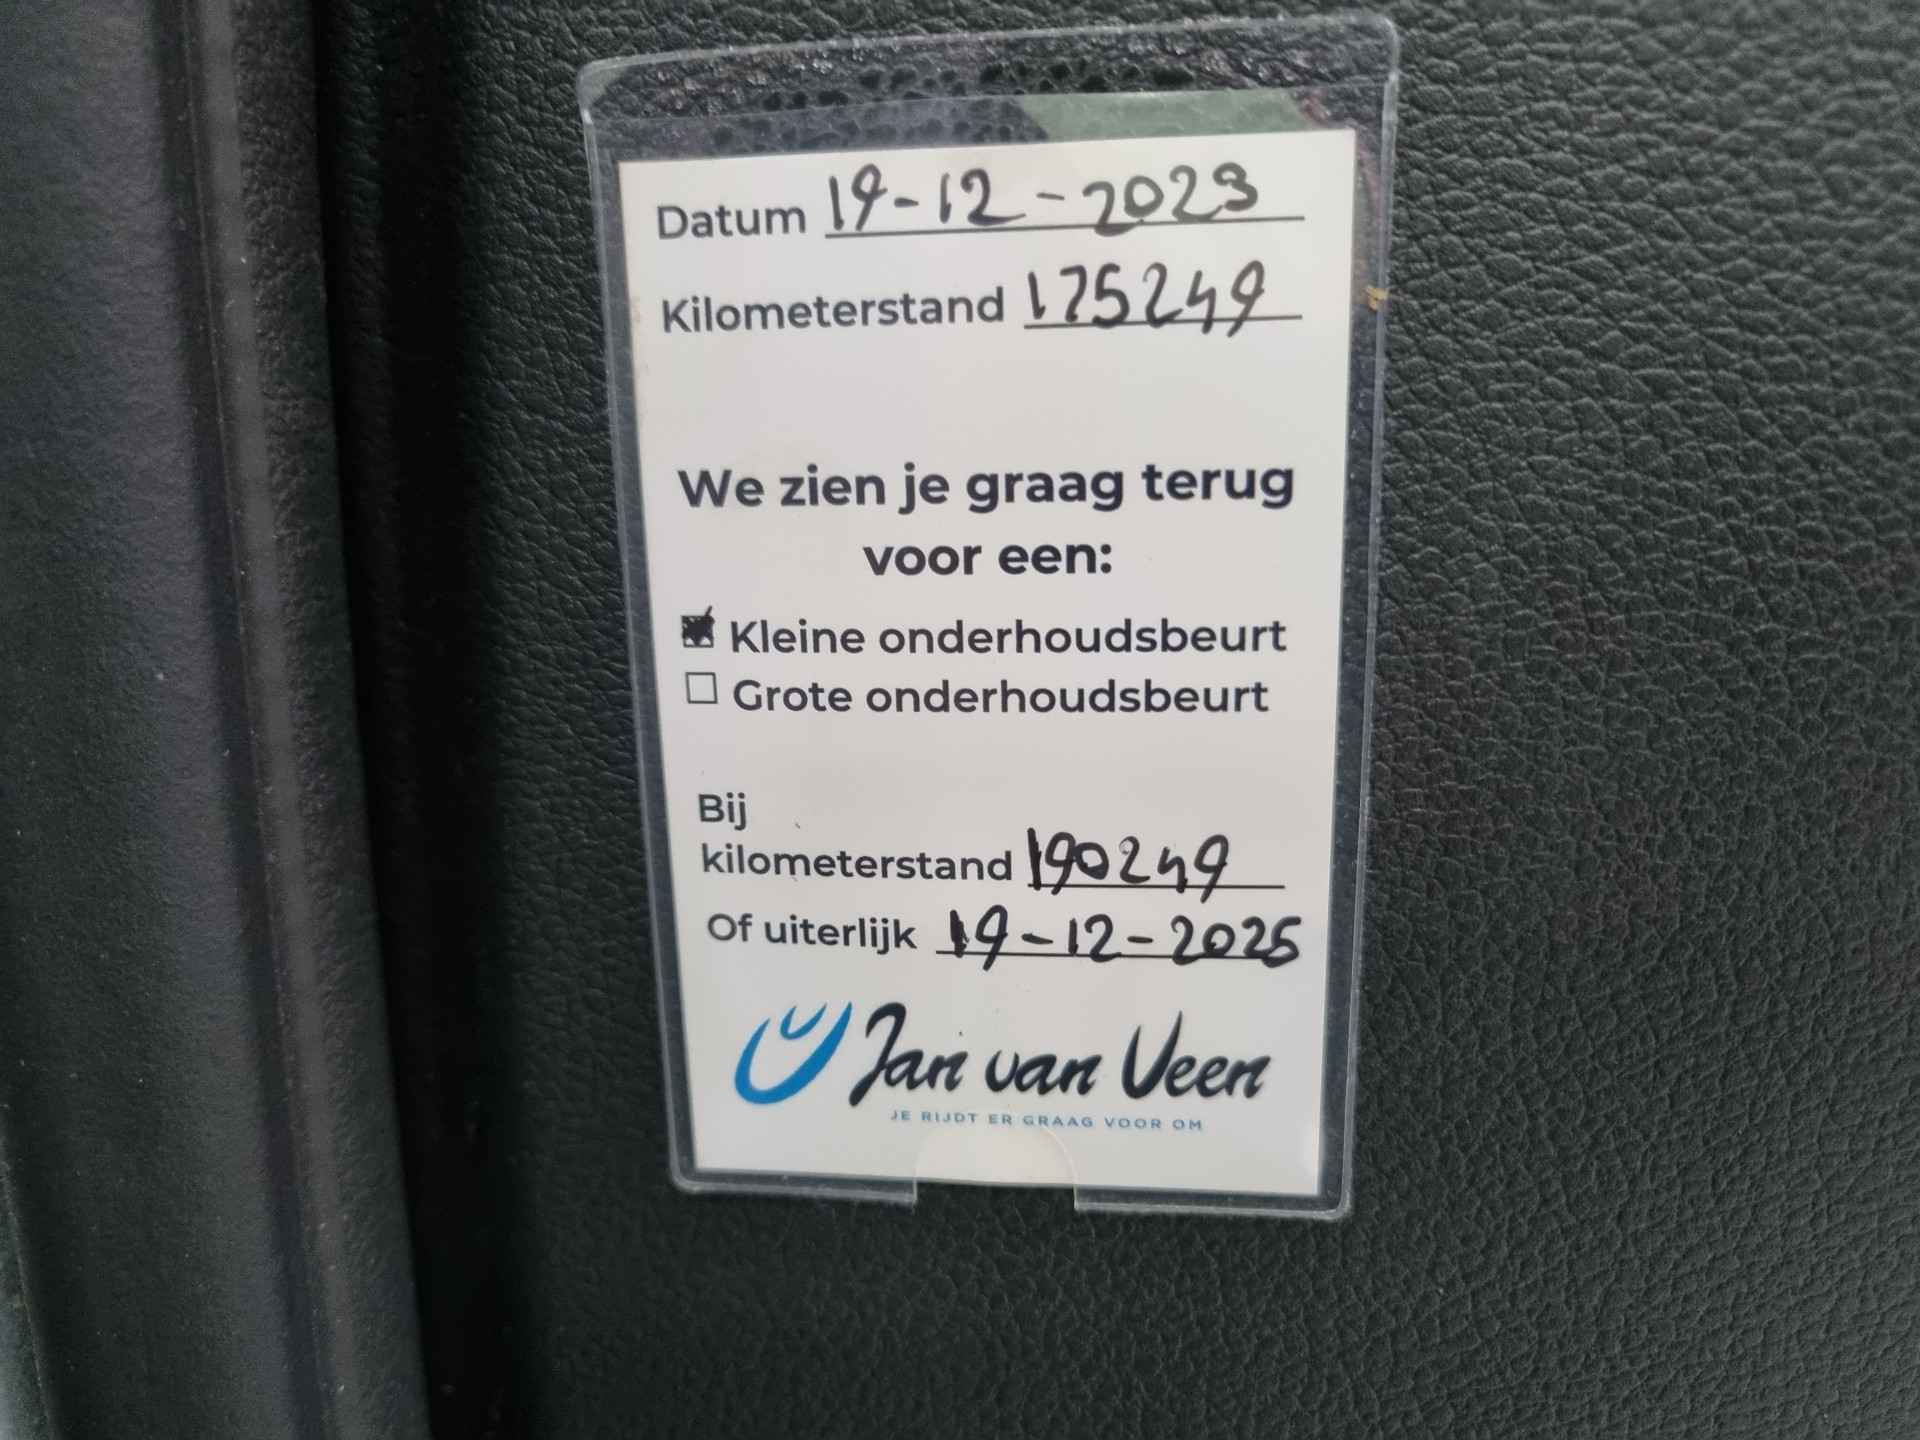 Datum 19-12-2023
Kilometerstand 175249
We zien je graag terug
voor een:
Kleine onderhoudsbeurt
Grote onderhoudsbeurt
Bij
kilometerstand 190249
Of uiterlijk 19-12-2025
Jan van Veen
JE RIJDT ER GRAAG VOOR OM